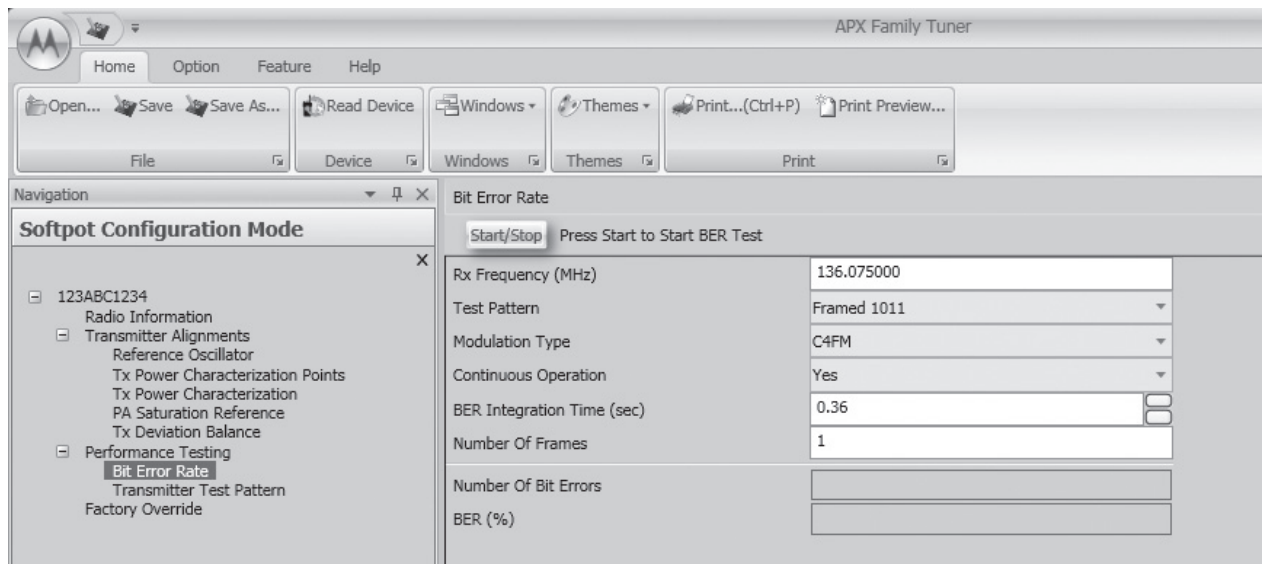 APX Family Tuner
Home Option Feature Help
Open... Save Save As... Read Device Windows Themes Print...(Ctrl+P) Print Preview...
File Device Windows Themes Print
Navigation
Softpot Configuration Mode
123ABC1234
Radio Information
Transmitter Alignments
Reference Oscillator
Tx Power Characterization Points
Tx Power Characterization
PA Saturation Reference
Tx Deviation Balance
Performance Testing
Bit Error Rate
Transmitter Test Pattern
Factory Override
Bit Error Rate
Start/Stop Press Start to Start BER Test
Rx Frequency (MHz) 136.075000
Test Pattern Framed 1011
Modulation Type C4FM
Continuous Operation Yes
BER Integration Time (sec) 0.36
Number Of Frames 1
Number Of Bit Errors
BER (%)